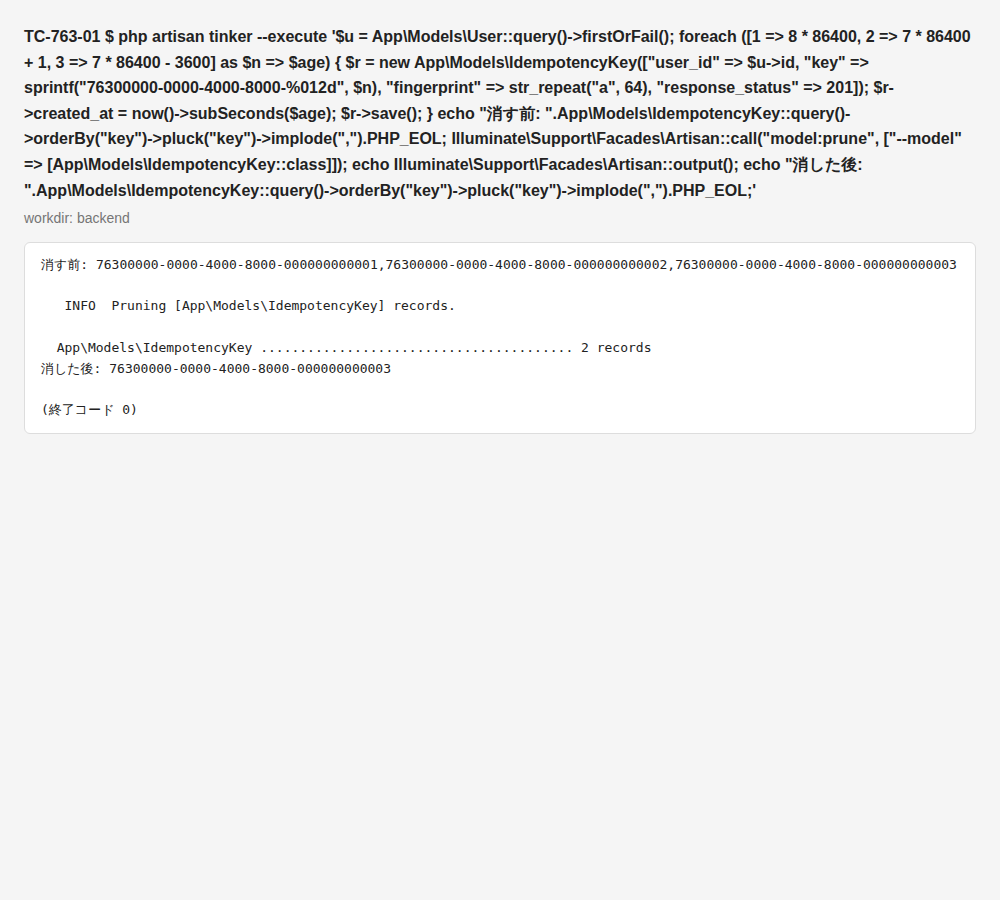 TC-763-01 $ php artisan tinker --execute '$u = App\Models\User::query()->firstOrFail(); foreach ([1 => 8 * 86400, 2 => 7 * 86400
+ 1, 3 => 7 * 86400 - 3600] as $n => $age) { $r = new App\Models\IdempotencyKey(["user_id" => $u->id, "key" =>
sprintf("76300000-0000-4000-8000-%012d", $n), "fingerprint" => str_repeat("a", 64), "response_status" => 201]); $r-
>created_at = now()->subSeconds($age); $r->save(); } echo "消す前: ".App\Models\IdempotencyKey::query()-
>orderBy("key")->pluck("key")->implode(",").PHP_EOL; Illuminate\Support\Facades\Artisan::call("model:prune", ["--model"
=> [App\Models\IdempotencyKey::class]]); echo Illuminate\Support\Facades\Artisan::output(); echo "消した後:
".App\Models\IdempotencyKey::query()->orderBy("key")->pluck("key")->implode(",").PHP_EOL;'
workdir: backend
消す前: 76300000-0000-4000-8000-000000000001,76300000-0000-4000-8000-000000000002,76300000-0000-4000-8000-000000000003
INFO  Pruning [App\Models\IdempotencyKey] records.
App\Models\IdempotencyKey ........................................ 2 records
消した後: 76300000-0000-4000-8000-000000000003
(終了コード 0)